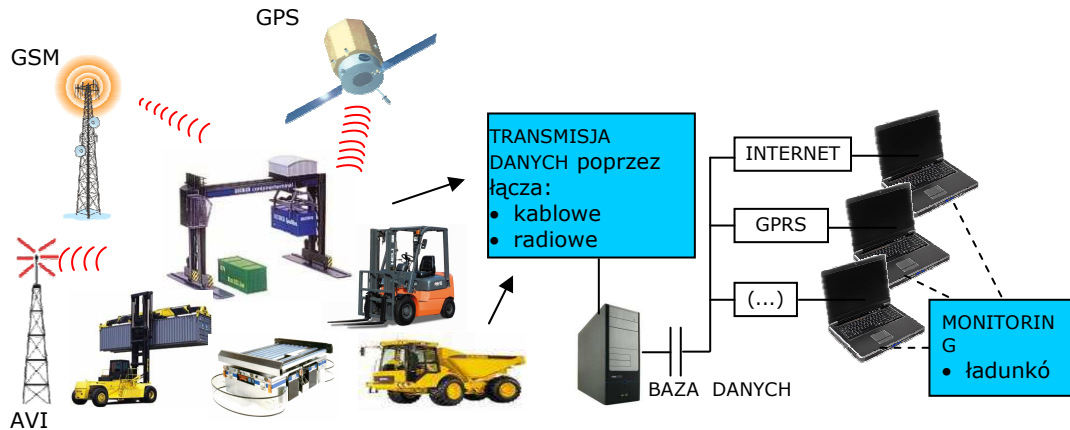 GPS
GSM
AVI
TRANSMISJA
DANYCH poprzez
łącza:
• kablowe
• radiowe
INTERNET
GPRS
(...)
BAZA DANYCH
MONITORIN
G
• ładunkó